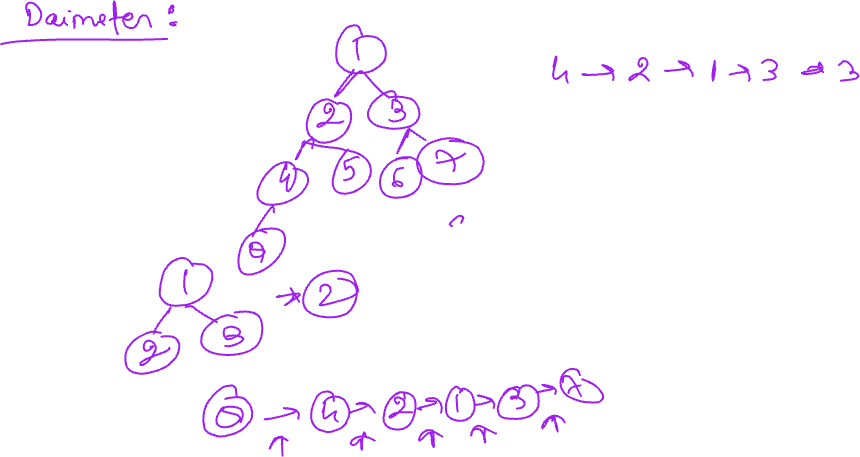 Daimeter:
1
4 → 2 → 1 → 3 → 3
2 3
4 5 6 7
1
→ 2
2 3
→ 4 → 2 → 1 → 3 → 7
↑ ↑ ↑ ↑ ↑